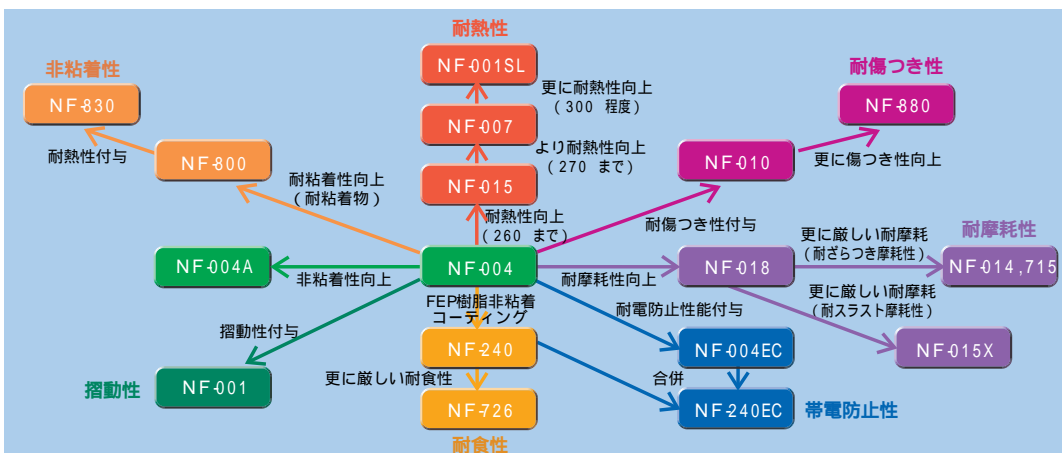 耐熱性
NF-001SL
更に耐熱性向上
(300 程度)
NF-007
より耐熱性向上
(270 まで)
NF-015
耐熱性向上
(260 まで)
非粘着性
NF-830
耐熱性付与
NF-800
耐粘着性向上
(耐粘着物)
耐傷つき性
NF-880
更に傷つき性向上
NF-010
耐傷つき性付与
NF-004A
非粘着性向上
NF-004
FEP樹脂非粘着
コーティング
耐摩耗性向上
NF-018
耐摩耗性
更に厳しい耐摩耗
(耐ざらつき摩耗性)
NF-014,715
更に厳しい耐摩耗
(耐スラスト摩耗性)
NF-015X
摺動性付与
摺動性
NF-001
NF-240
更に厳しい耐食性
NF-726
耐食性
耐電防止性能付与
NF-004EC
合併
NF-240EC
帯電防止性